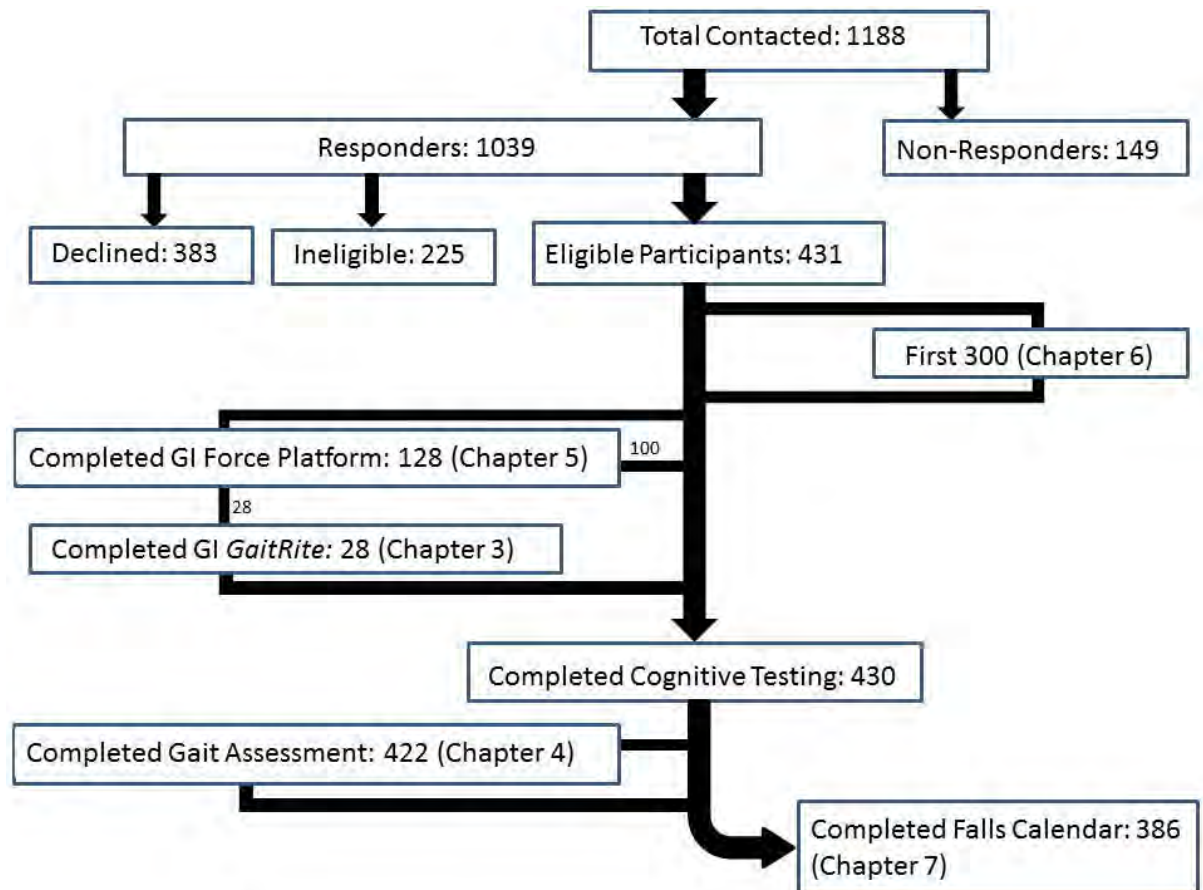 Total Contacted: 1188
Responders: 1039
Non-Responders: 149
Declined: 383
Ineligible: 225
Eligible Participants: 431
First 300 (Chapter 6)
Completed GI Force Platform: 128 (Chapter 5)
100
28
Completed GI GaitRite: 28 (Chapter 3)
Completed Cognitive Testing: 430
Completed Gait Assessment: 422 (Chapter 4)
Completed Falls Calendar: 386
(Chapter 7)